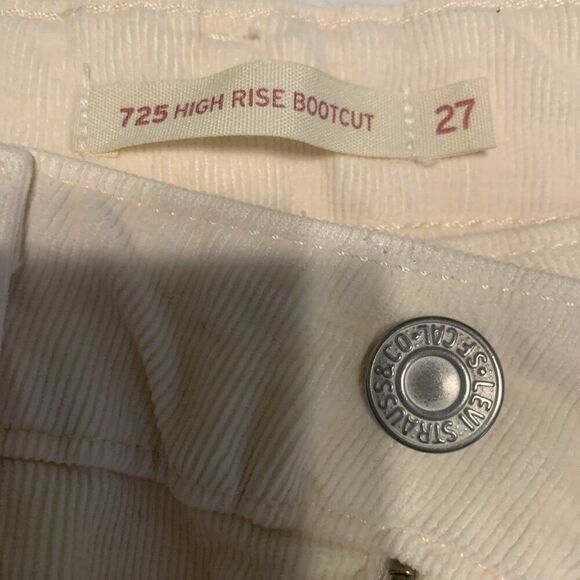 725 HIGH RISE BOOTCUT
27
LEVI STRAUSS & CO. S.F. CAL.